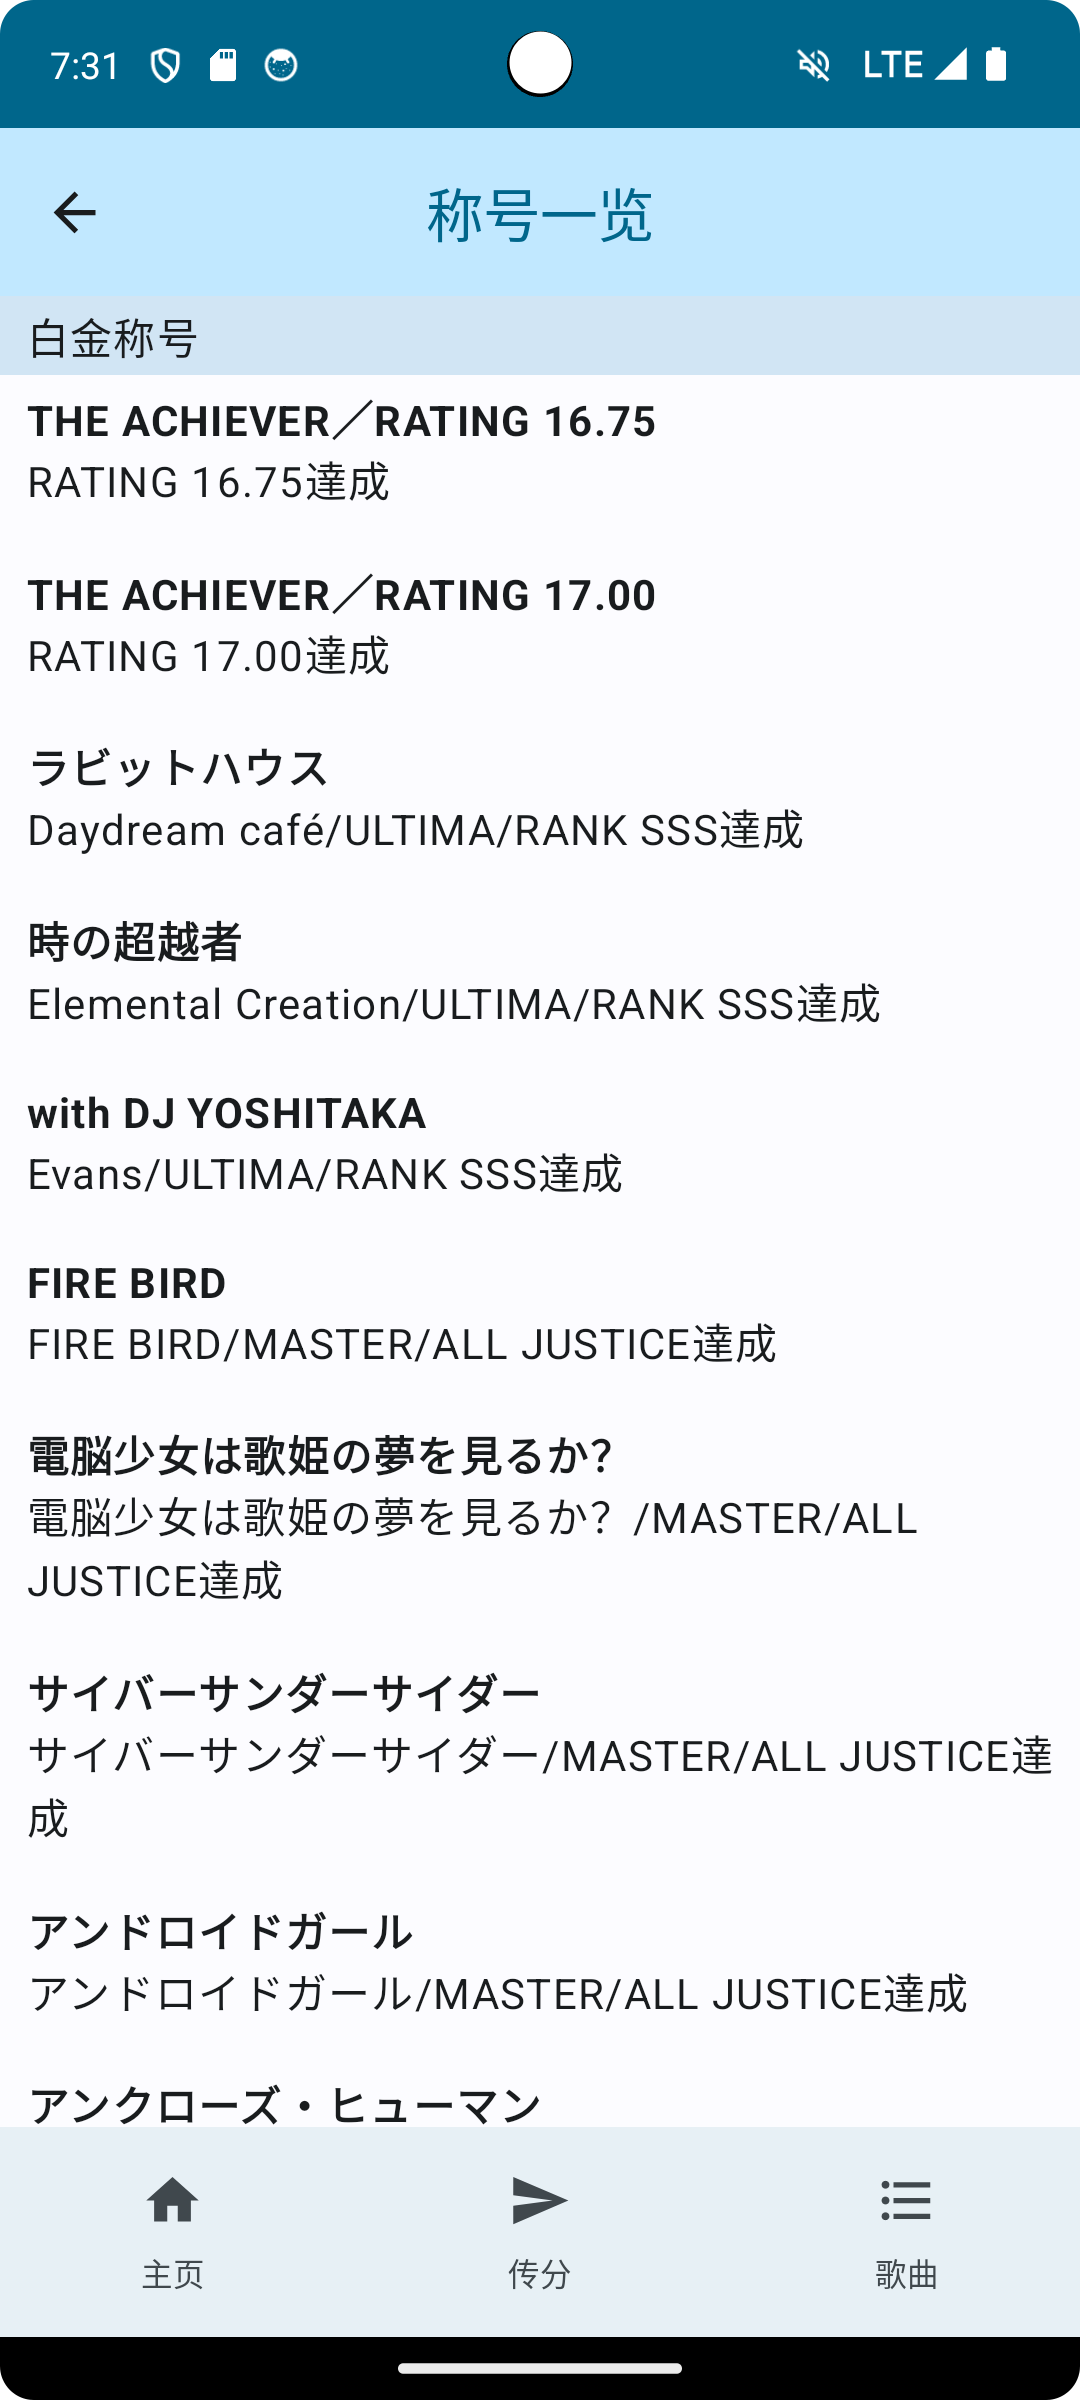 7:31
LTE
称号一览
白金称号
THE ACHIEVER／RATING 16.75
RATING 16.75達成
THE ACHIEVER／RATING 17.00
RATING 17.00達成
ラビットハウス
Daydream café/ULTIMA/RANK SSS達成
時の超越者
Elemental Creation/ULTIMA/RANK SSS達成
with DJ YOSHITAKA
Evans/ULTIMA/RANK SSS達成
FIRE BIRD
FIRE BIRD/MASTER/ALL JUSTICE達成
電脳少女は歌姫の夢を見るか？
電脳少女は歌姫の夢を見るか？/MASTER/ALL
JUSTICE達成
サイバーサンダーサイダー
サイバーサンダーサイダー/MASTER/ALL JUSTICE達
成
アンドロイドガール
アンドロイドガール/MASTER/ALL JUSTICE達成
アンクローズ・ヒューマン
主页
传分
歌曲